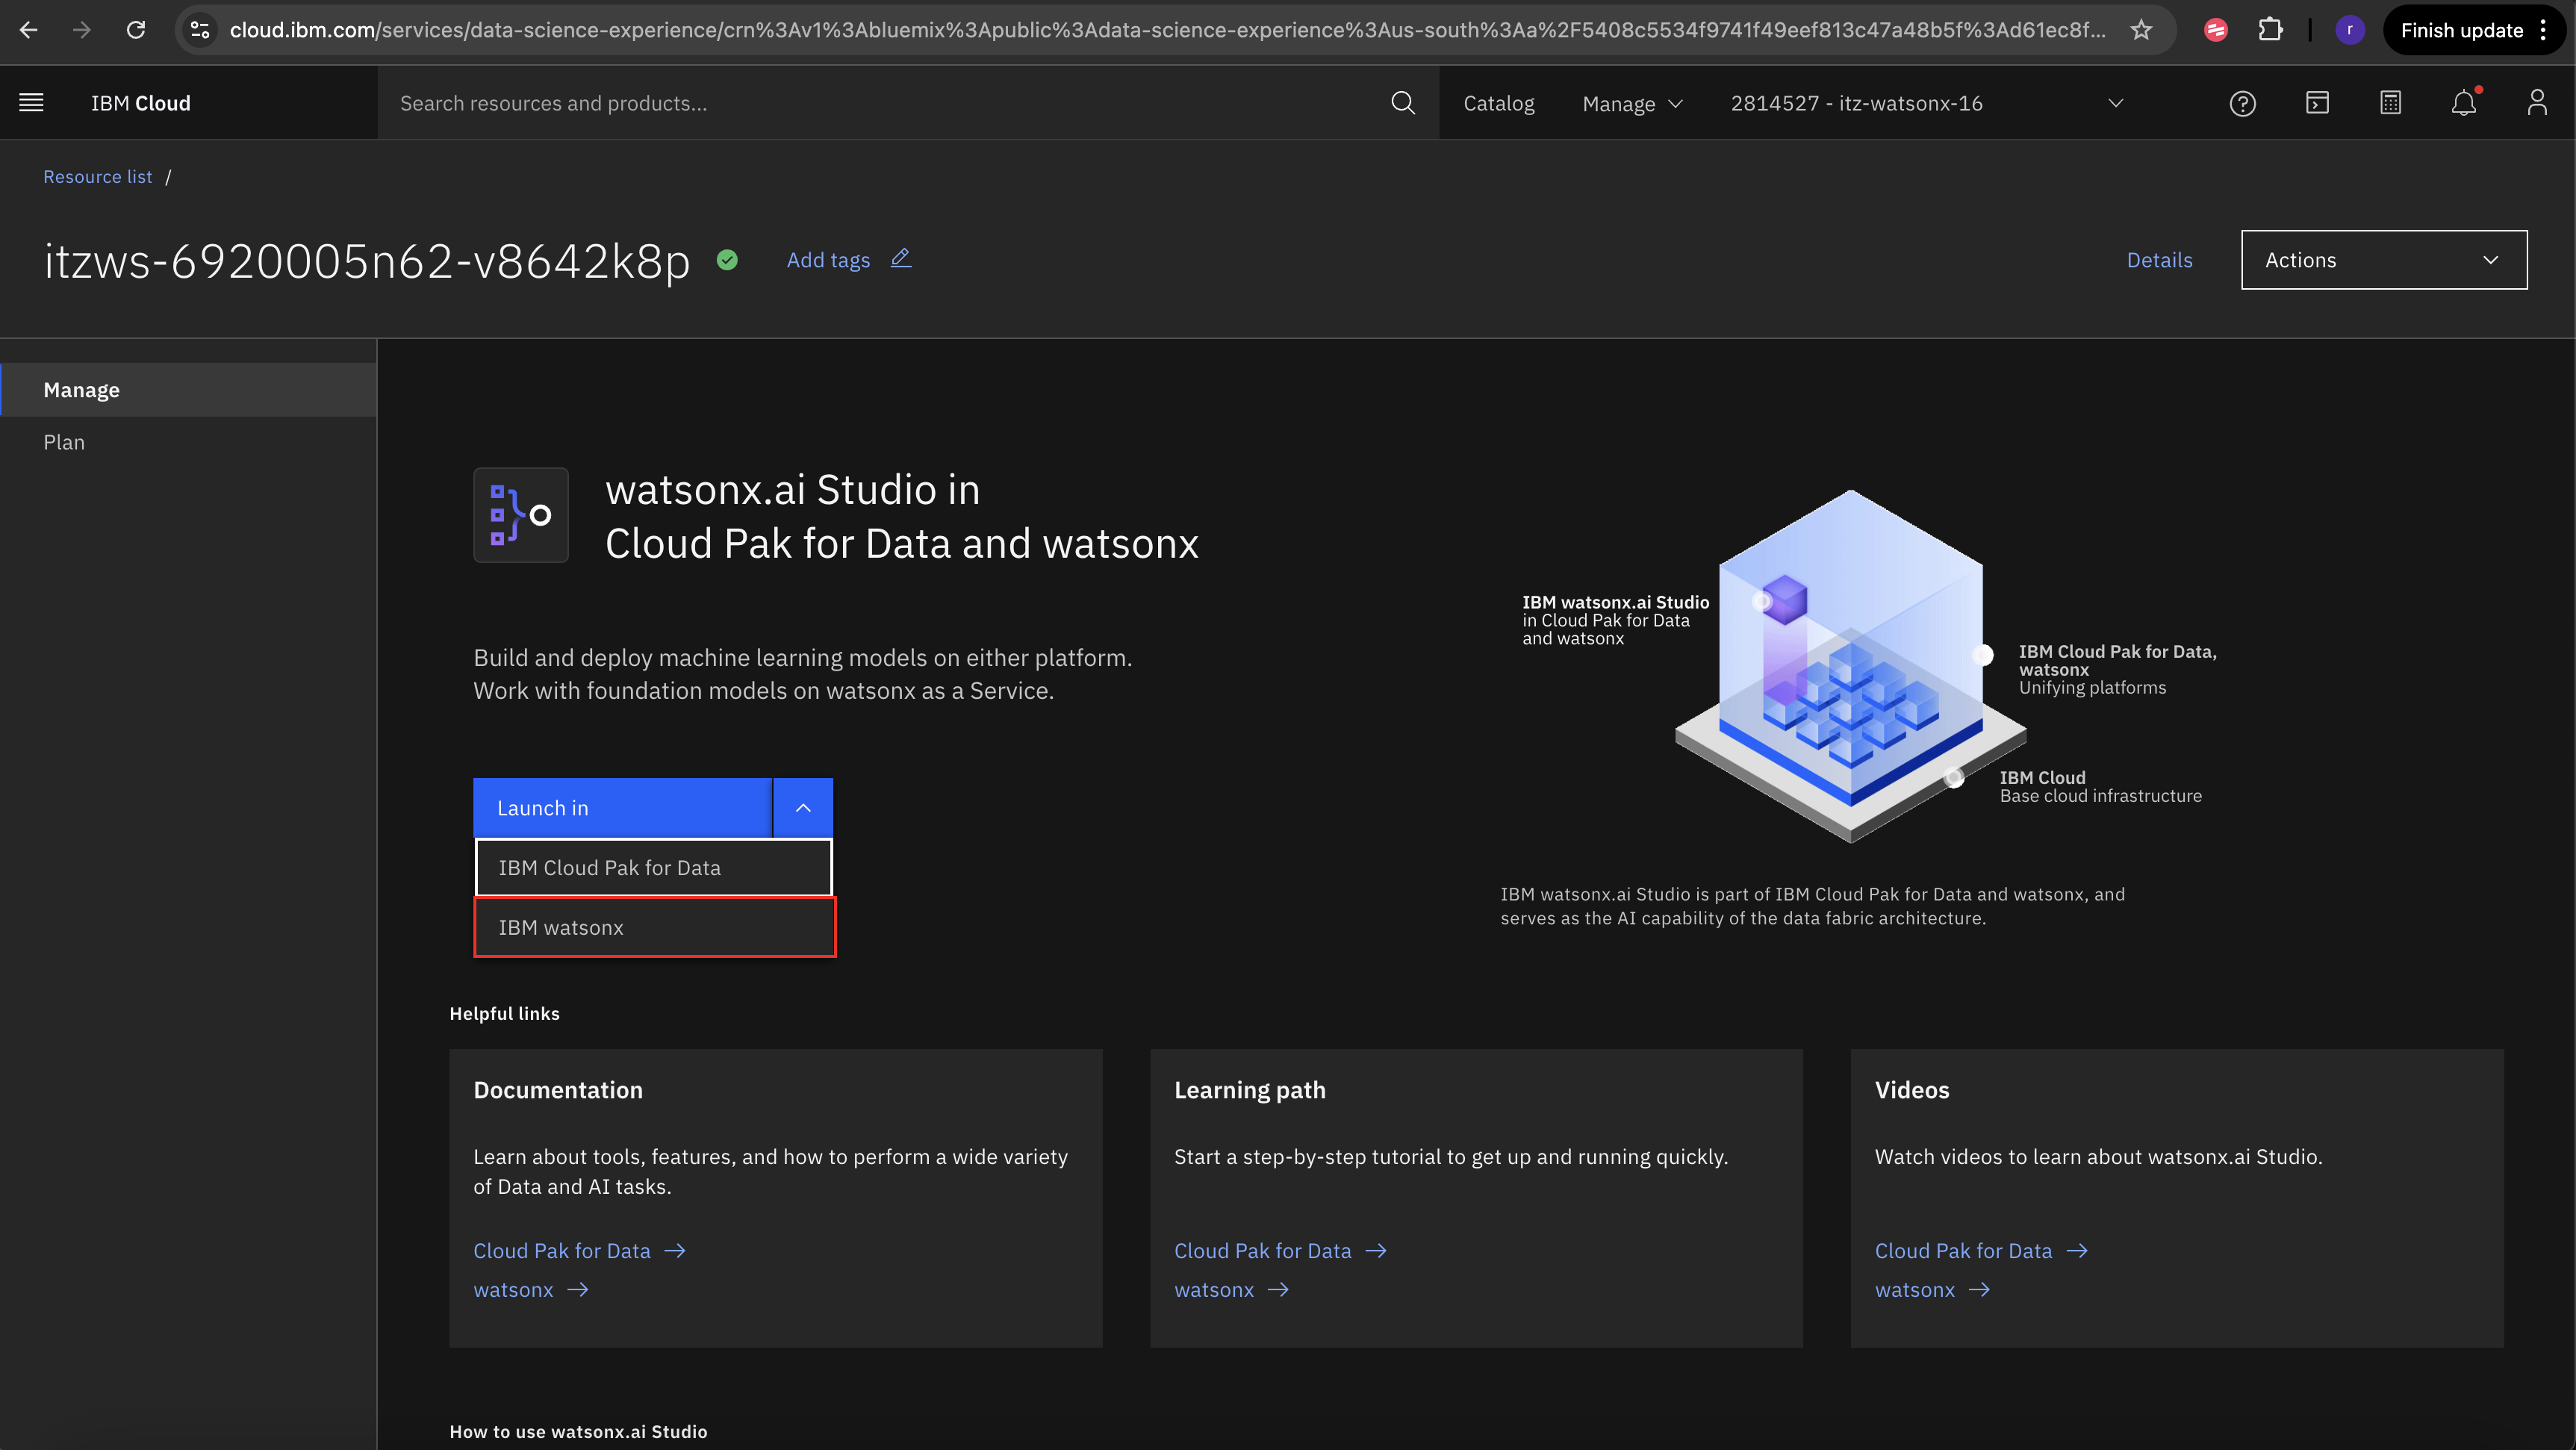 cloud.ibm.com/services/data-science-experience/crn%3Av1%3Abluemix%3Apublic%3Adata-science-experience%3Aus-south%3Aa%2F5408c5534f9741f49eef813c47a48b5f%3Ad61ec8f...
r
Finish update
IBM Cloud
Search resources and products...
Catalog
Manage
2814527 - itz-watsonx-16
Resource list /
itzws-6920005n62-v8642k8p
Add tags
Details
Actions
Manage
Plan
watsonx.ai Studio in
Cloud Pak for Data and watsonx
Build and deploy machine learning models on either platform.
Work with foundation models on watsonx as a Service.
Launch in
IBM Cloud Pak for Data
IBM watsonx
IBM watsonx.ai Studio
in Cloud Pak for Data
and watsonx
IBM Cloud Pak for Data,
watsonx
Unifying platforms
IBM Cloud
Base cloud infrastructure
IBM watsonx.ai Studio is part of IBM Cloud Pak for Data and watsonx, and
serves as the AI capability of the data fabric architecture.
Helpful links
Documentation
Learn about tools, features, and how to perform a wide variety
of Data and AI tasks.
Cloud Pak for Data
watsonx
Learning path
Start a step-by-step tutorial to get up and running quickly.
Cloud Pak for Data
watsonx
Videos
Watch videos to learn about watsonx.ai Studio.
Cloud Pak for Data
watsonx
How to use watsonx.ai Studio